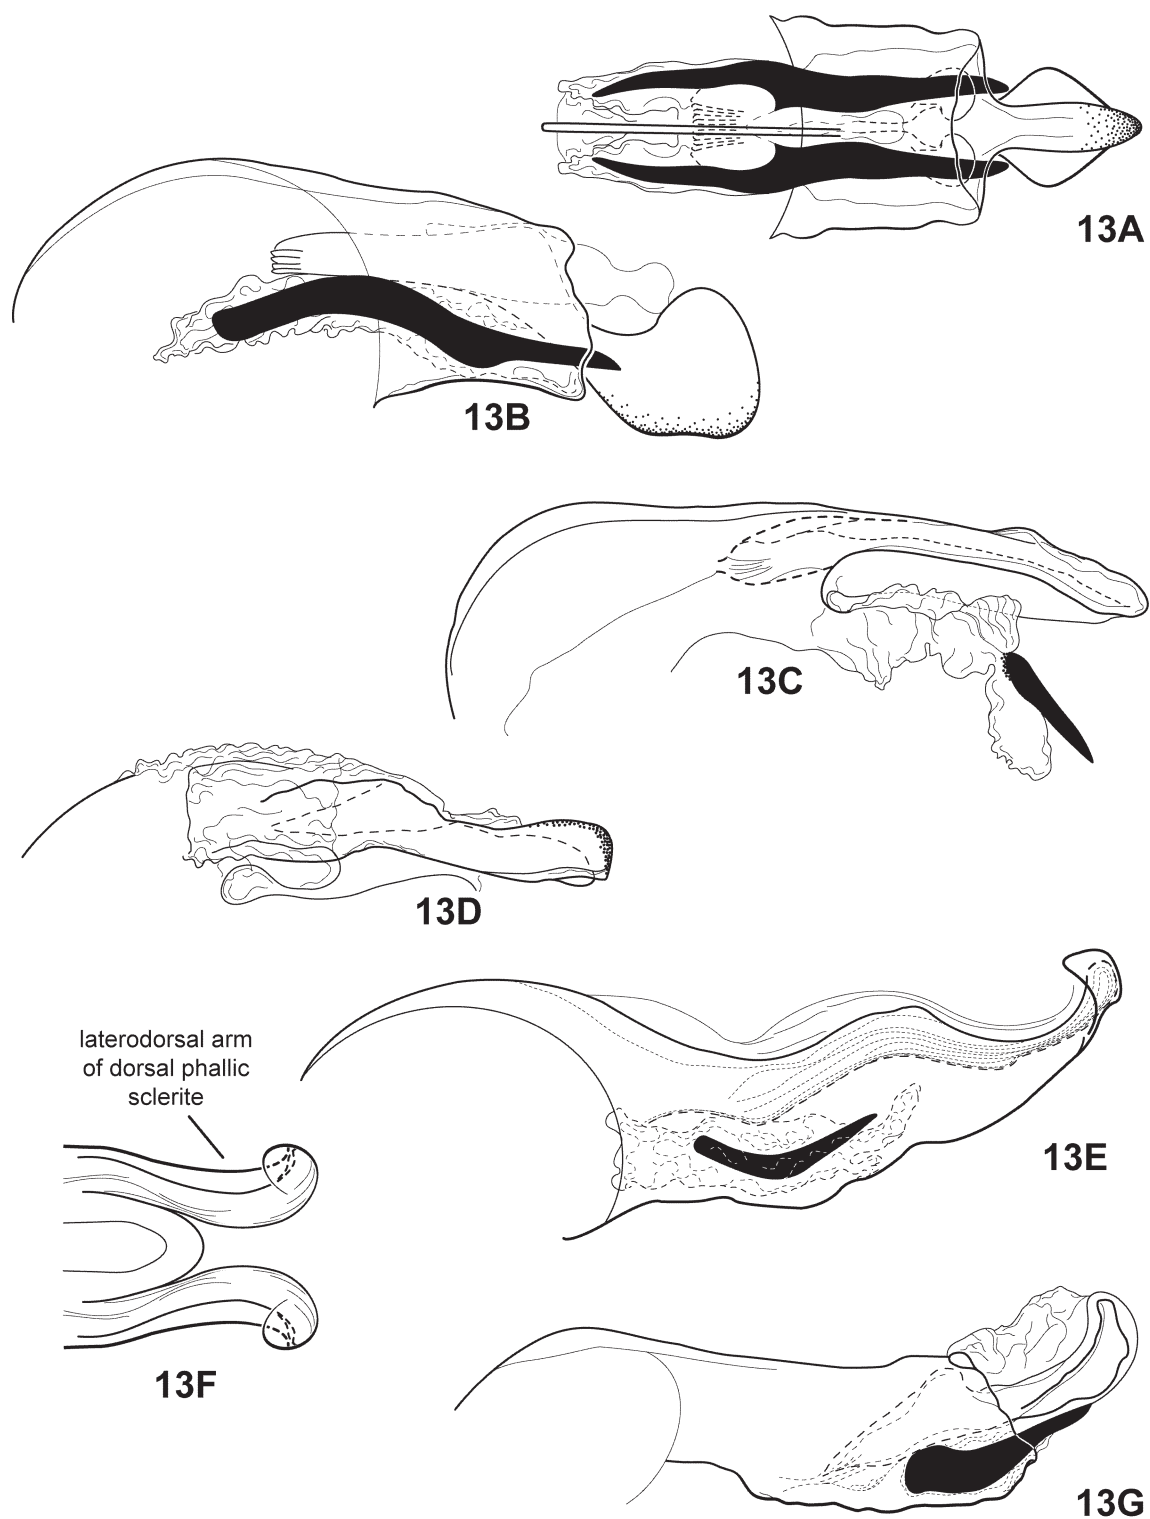 13A
13B
13C
13D
laterodorsal arm
of dorsal phallic
sclerite
13E
13F
13G